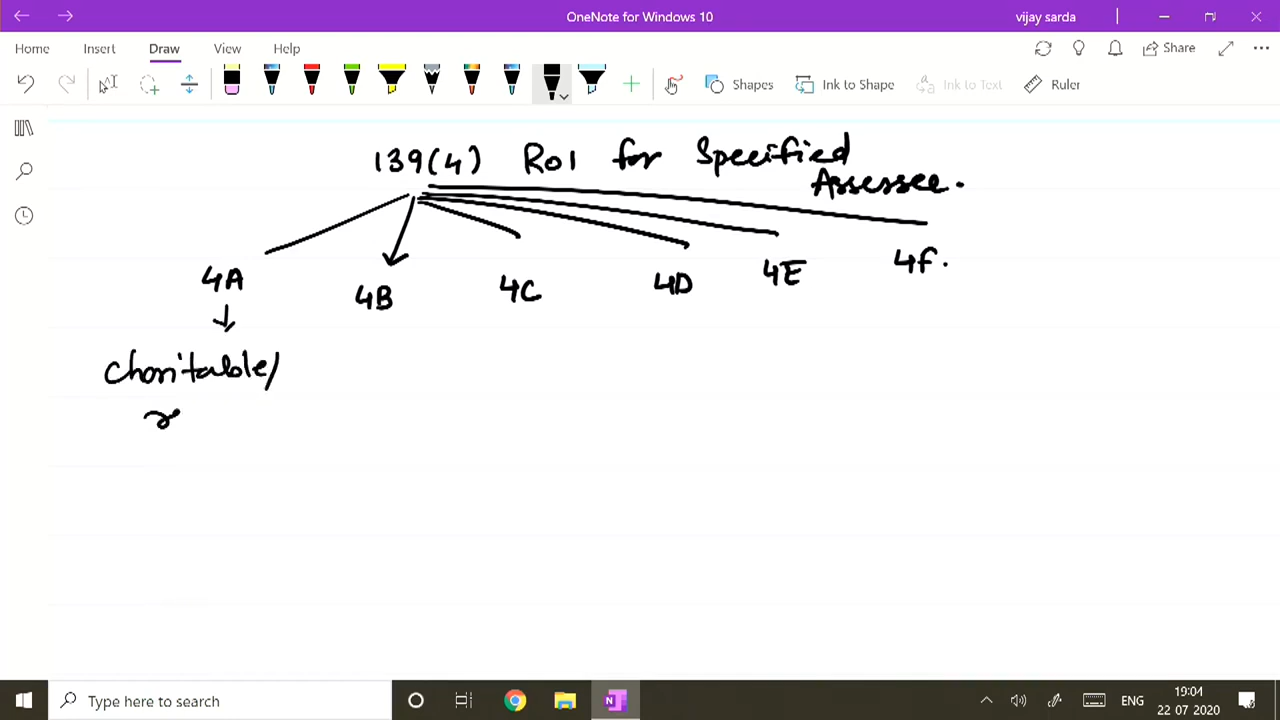 OneNote for Windows 10
vijay sarda
Home Insert Draw View Help
Share
Shapes Ink to Shape Ink to Text Ruler
139(4) RoI for Specified
Assessee.
4A 4B 4C 4D 4E 4f.
Charitable/
Type here to search
ENG
19:04
22-07-2020
3